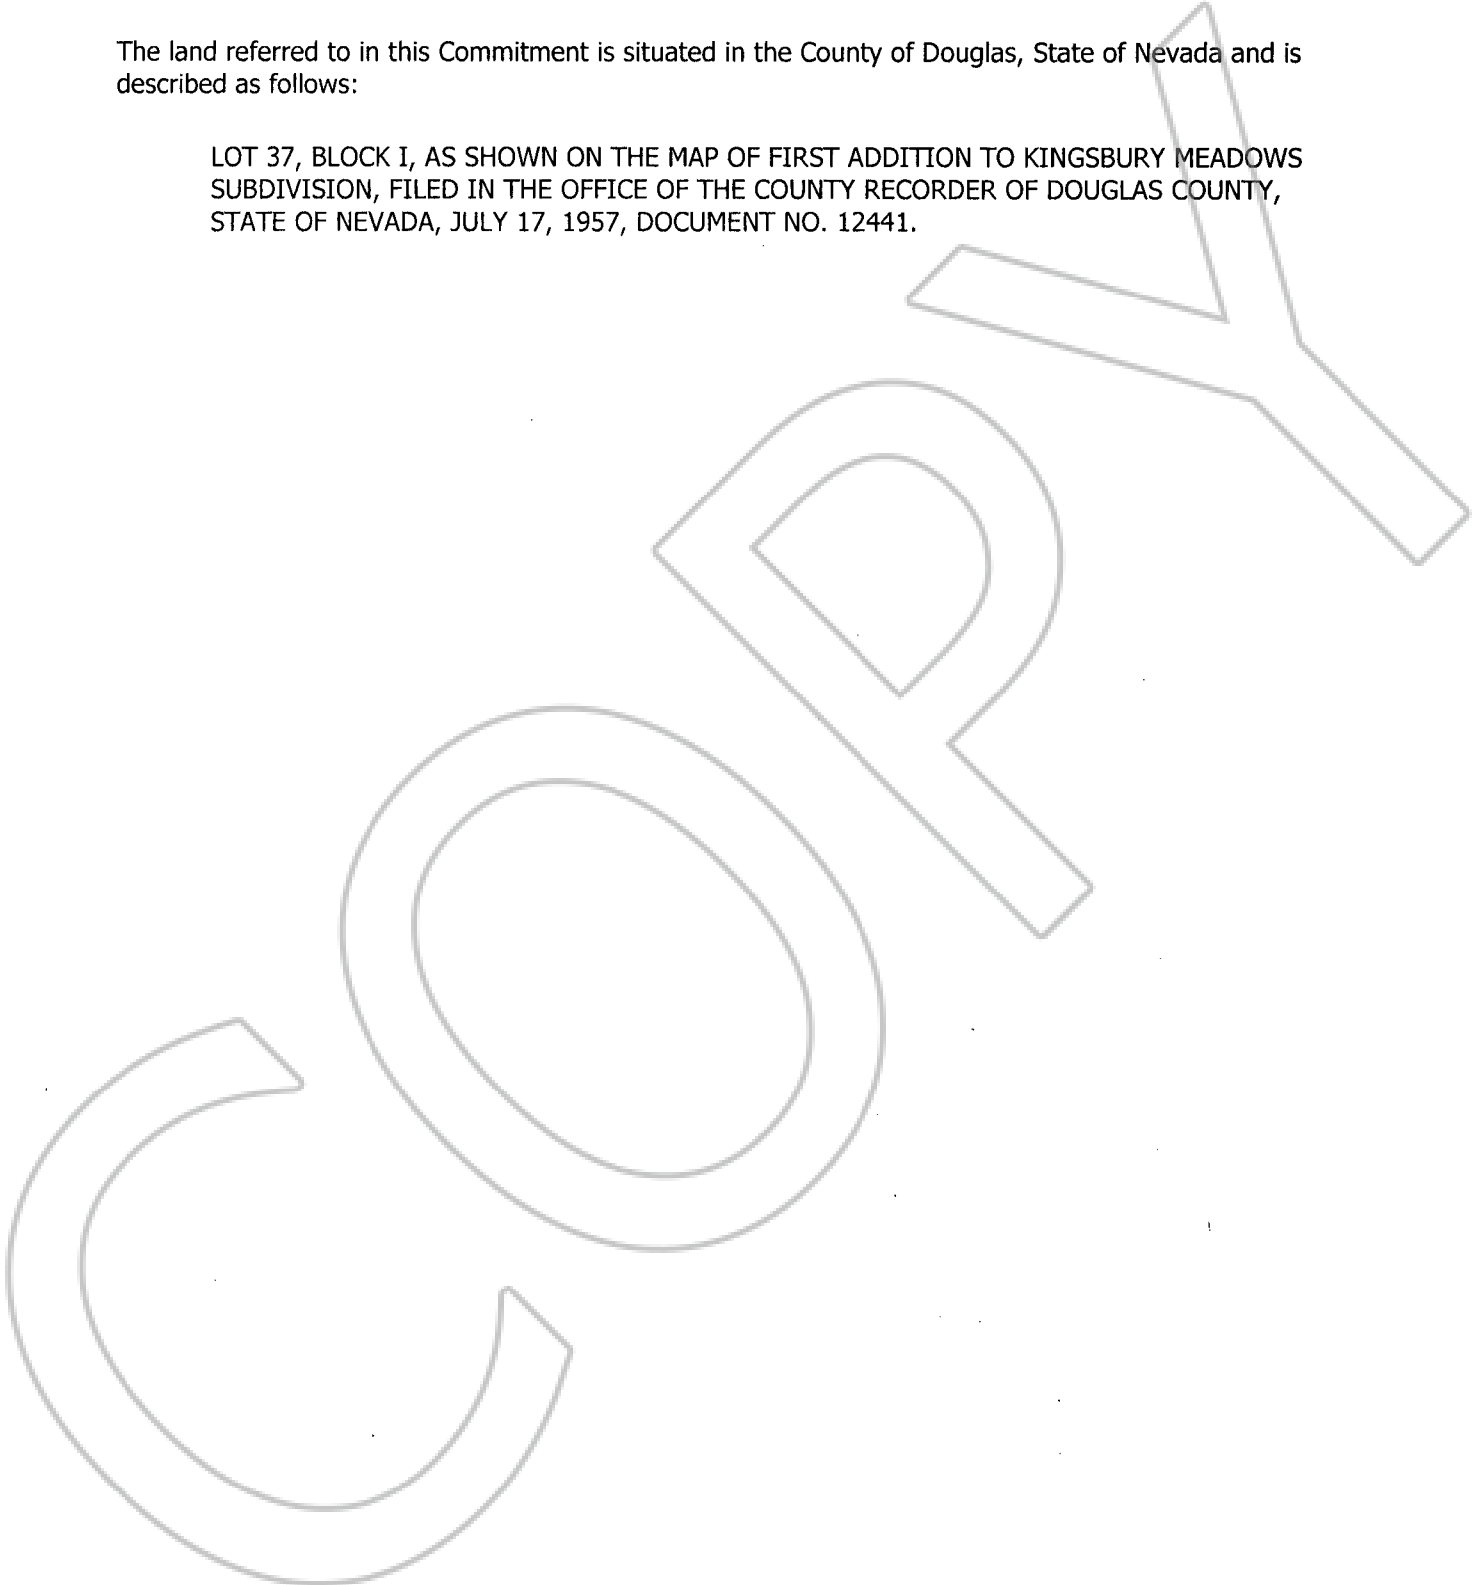 The land referred to in this Commitment is situated in the County of Douglas, State of Nevada and is
described as follows:
LOT 37, BLOCK I, AS SHOWN ON THE MAP OF FIRST ADDITION TO KINGSBURY MEADOWS
SUBDIVISION, FILED IN THE OFFICE OF THE COUNTY RECORDER OF DOUGLAS COUNTY,
STATE OF NEVADA, JULY 17, 1957, DOCUMENT NO. 12441.
COPY